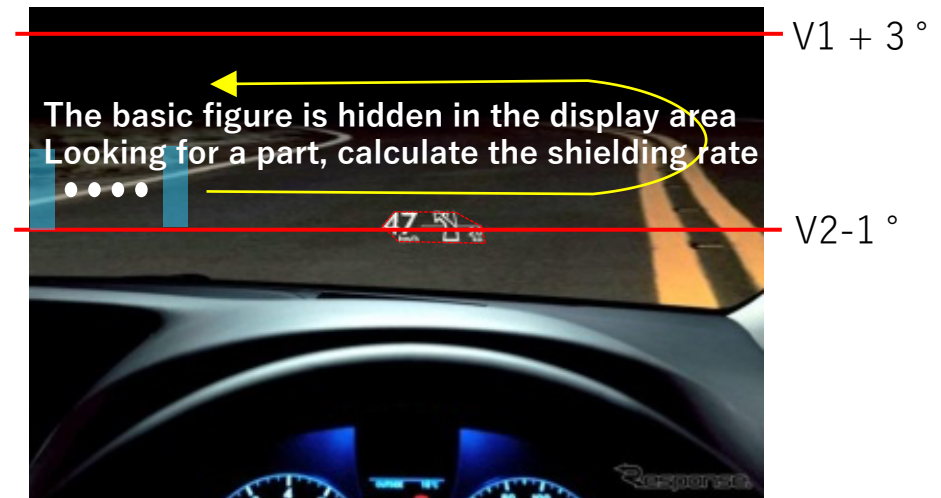 V1 + 3 °
The basic figure is hidden in the display area
Looking for a part, calculate the shielding rate
47
V2-1 °
Response.